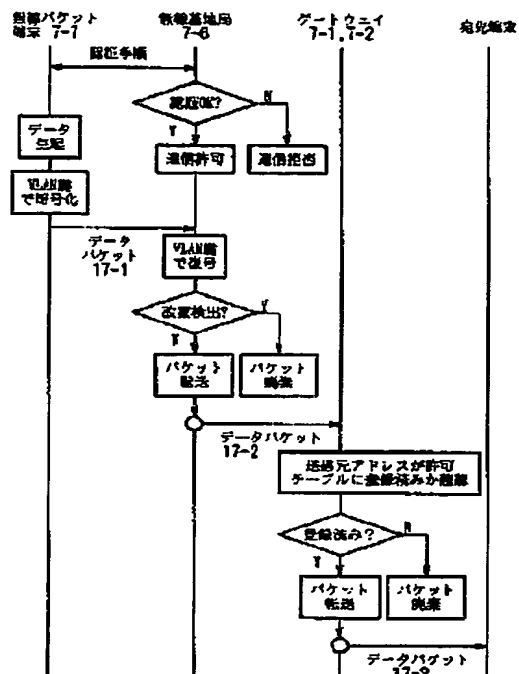 無線パケット
端末 7-7
無線基地局
7-6
ゲートウェイ
7-1,7-2
宛先端末
認証手順
認証OK?
N
Y
データ
生起
通信許可
通信拒否
WLAN鍵
で暗号化
データ
パケット
17-1
WLAN鍵
で復号
改竄検出?
Y
パケット
転送
パケット
廃棄
データパケット
17-2
送信元アドレスが許可
テーブルに登録済みか確認
登録済み?
N
Y
パケット
転送
パケット
廃棄
データパケット